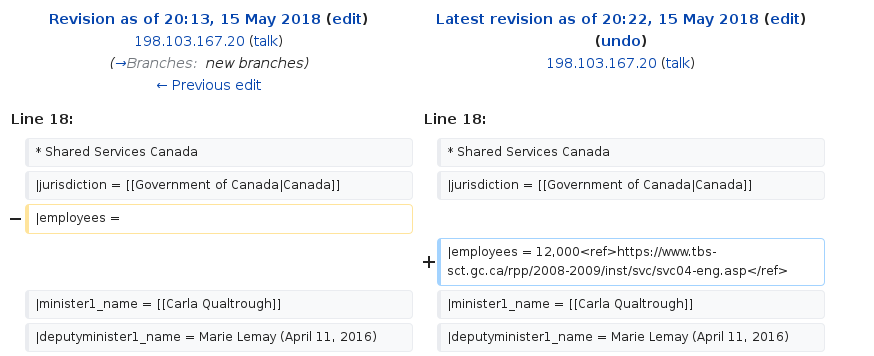 Revision as of 20:13, 15 May 2018 (edit)
198.103.167.20 (talk)
(→Branches: new branches)
← Previous edit
Latest revision as of 20:22, 15 May 2018 (edit)
(undo)
198.103.167.20 (talk)
Line 18:
Line 18:
* Shared Services Canada
* Shared Services Canada
|jurisdiction = [[Government of Canada|Canada]]
|jurisdiction = [[Government of Canada|Canada]]
− |employees =
+ |employees = 12,000<ref>https://www.tbs-
sct.gc.ca/rpp/2008-2009/inst/svc/svc04-eng.asp</ref>
|minister1_name = [[Carla Qualtrough]]
|minister1_name = [[Carla Qualtrough]]
|deputyminister1_name = Marie Lemay (April 11, 2016)
|deputyminister1_name = Marie Lemay (April 11, 2016)